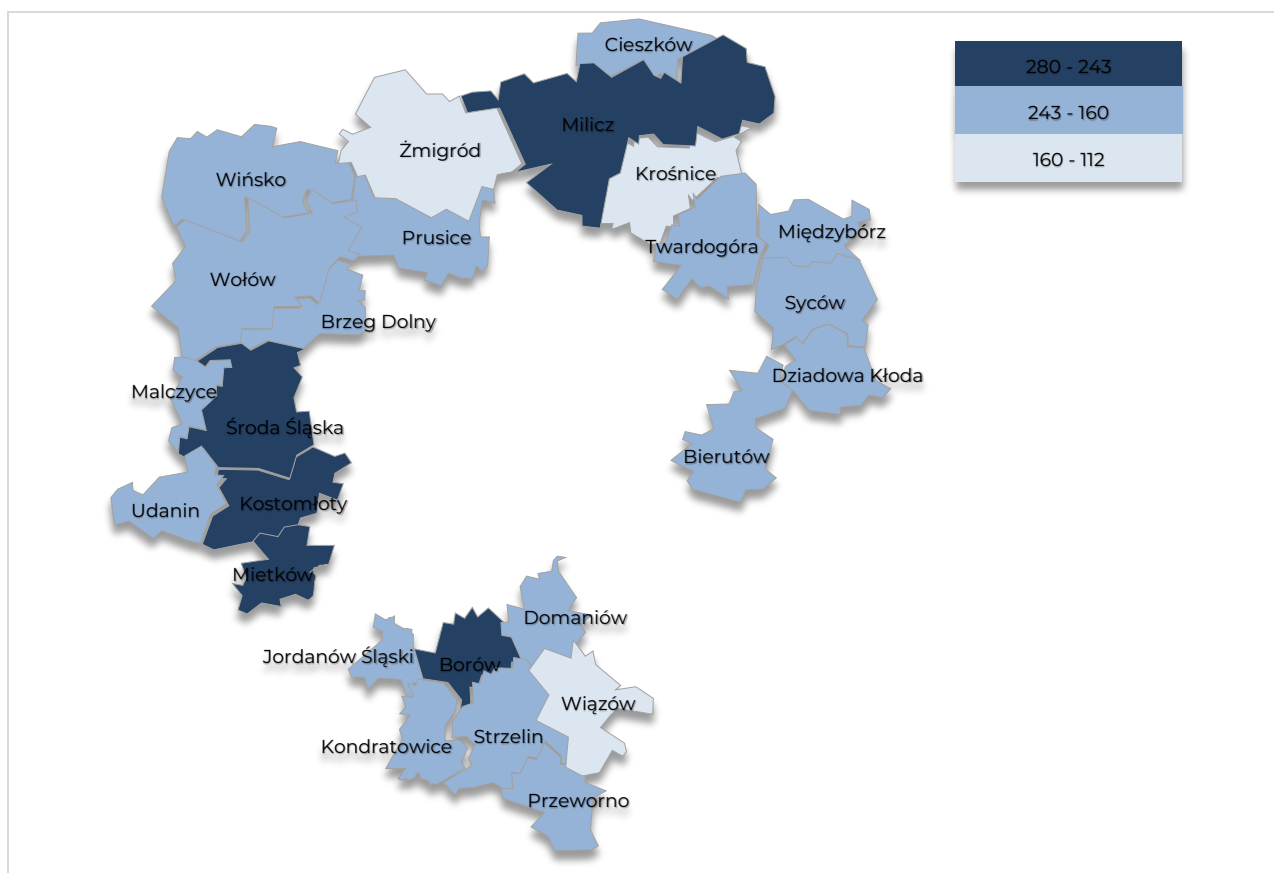 Cieszków
280 - 243
243 - 160
160 - 112
Milicz
Żmigród
Krośnice
Wińsko
Prusice
Twardogóra
Międzybórz
Wołów
Syców
Brzeg Dolny
Malczyce
Dziadowa Kłoda
Środa Śląska
Bierutów
Kostomłoty
Udanin
Mietków
Domaniów
Jordanów Śląski
Borów
Wiązów
Strzelin
Kondratowice
Przeworno